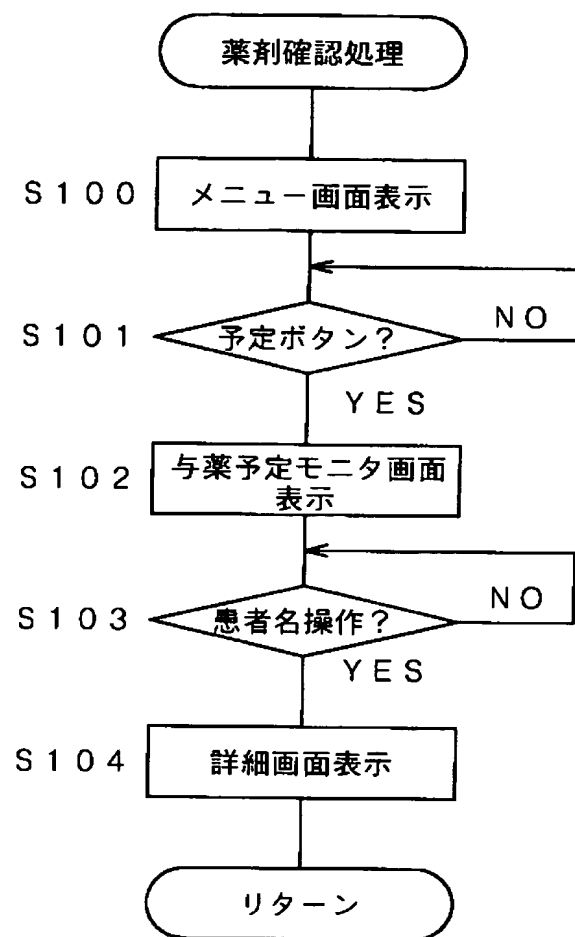 薬剤確認処理
S100
メニュー画面表示
S101
予定ボタン?
NO
YES
S102
与薬予定モニタ画面
表示
S103
患者名操作?
NO
YES
S104
詳細画面表示
リターン